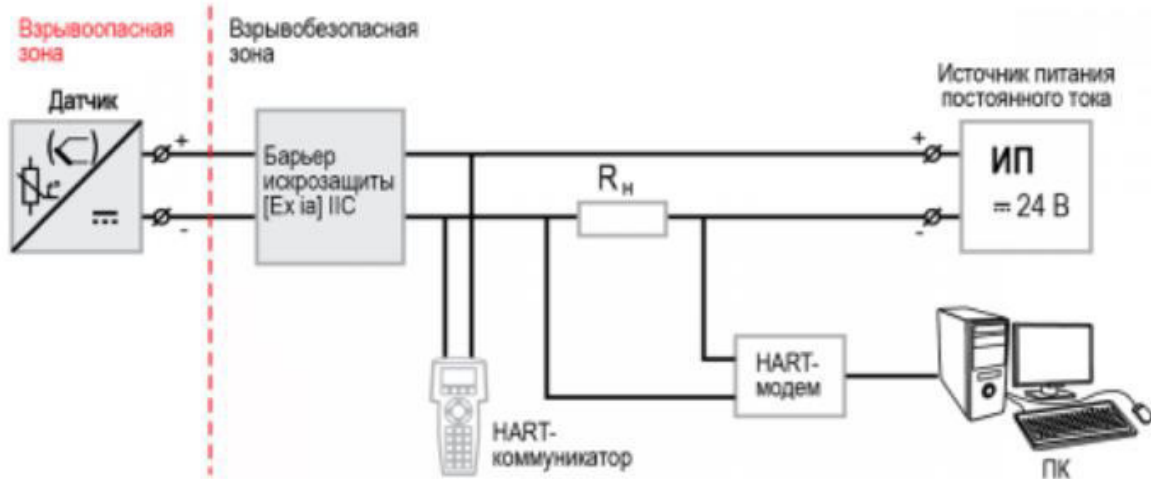 Взрывоопасная
зона
Взрывобезопасная
зона
Датчик
Источник питания
постоянного тока
+
-
t°
Барьер
искрозащиты
[Ex ia] IIC
Rн
+
-
ИП
= 24 В
HART-
модем
HART-
коммуникатор
ПК